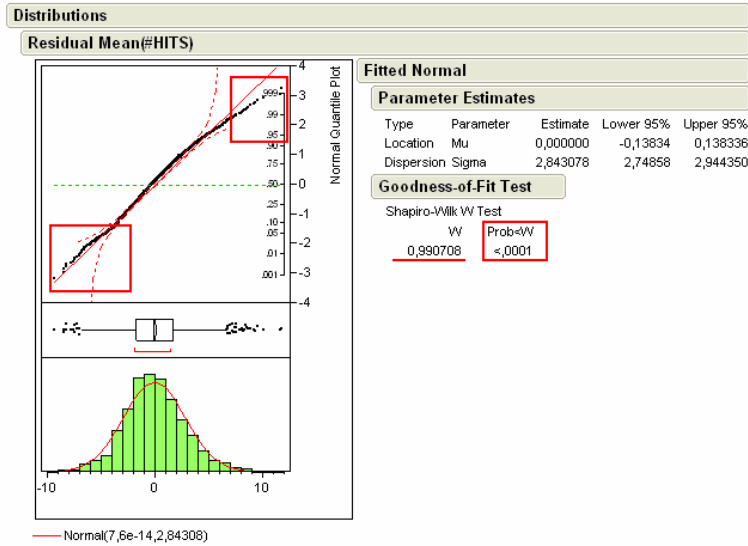 Distributions
Residual Mean(#HITS)
4
3
2
1
0
-1
-2
-3
-4
.999
.99
.95
.90
.75
.50
.25
.10
.05
.01
.001
Normal Quantile Plot
-10 0 10
Normal(7,6e-14,2,84308)
Fitted Normal
Parameter Estimates
Type Parameter Estimate Lower 95% Upper 95%
Location Mu 0,000000 -0,13834 0,138336
Dispersion Sigma 2,843078 2,74858 2,944350
Goodness-of-Fit Test
Shapiro-Wilk W Test
W Prob<W
0,990708 <,0001